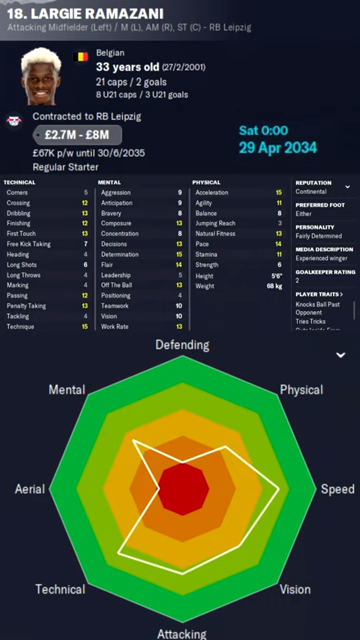 18. LARGIE RAMAZANI
Attacking Midfielder (Left) / M (L), AM (R), ST (C) - RB Leipzig
Belgian
33 years old (27/2/2001)
21 caps / 2 goals
8 U21 caps / 3 U21 goals
Contracted to RB Leipzig
£2.7M - £8M
£67K p/w until 30/6/2035
Regular Starter
Sat 0:00
29 Apr 2034
TECHNICAL
Corners 5
Crossing 12
Dribbling 13
Finishing 12
First Touch 13
Free Kick Taking 7
Heading 4
Long Shots 6
Long Throws 4
Marking 4
Passing 12
Penalty Taking 13
Tackling 4
Technique 15
MENTAL
Aggression 9
Anticipation 9
Bravery 8
Composure 13
Concentration 8
Decisions 13
Determination 15
Flair 14
Leadership 5
Off The Ball 13
Positioning 4
Teamwork 10
Vision 10
Work Rate 13
PHYSICAL
Acceleration 15
Agility 11
Balance 8
Jumping Reach 3
Natural Fitness 13
Pace 14
Stamina 11
Strength 6
Height 5'6"
Weight 68 kg
REPUTATION
Continental
PREFERRED FOOT
Either
PERSONALITY
Fairly Determined
MEDIA DESCRIPTION
Experienced winger
GOALKEEPER RATING
2
PLAYER TRAITS >
Knocks Ball Past
Opponent
Tries Tricks
Defending
Physical
Speed
Vision
Attacking
Technical
Aerial
Mental